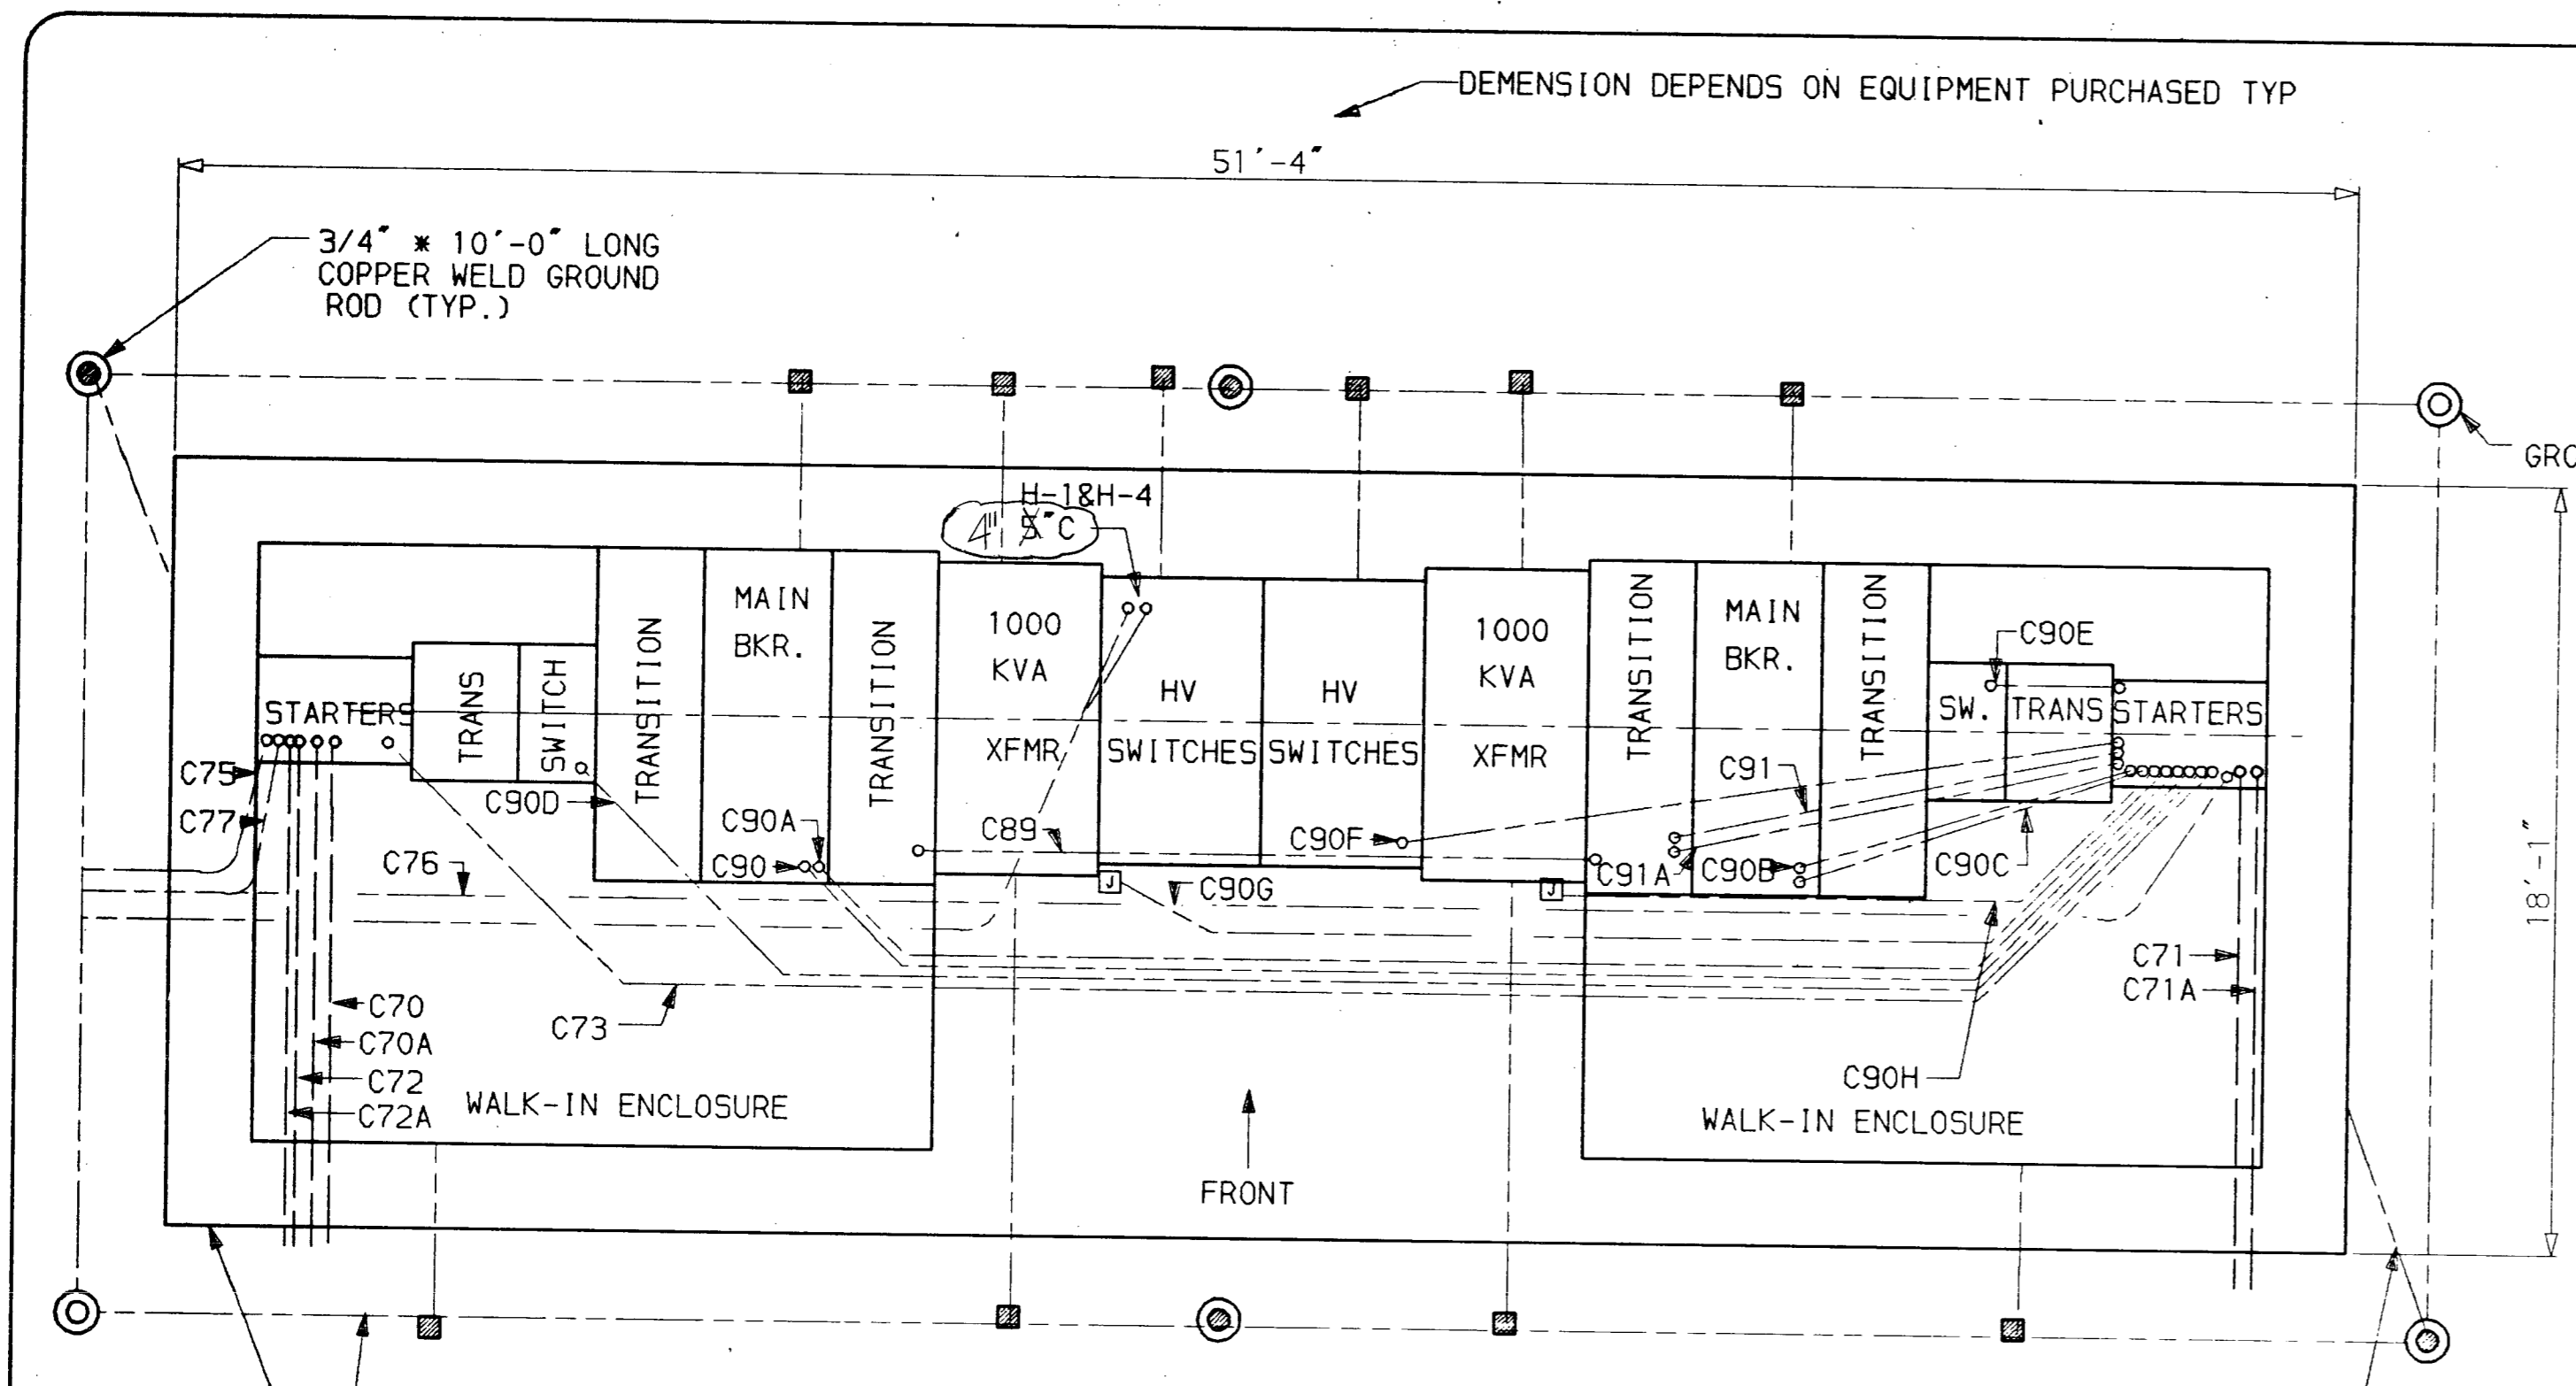 DEMENSION DEPENDS ON EQUIPMENT PURCHASED TYP
51'-4"
3/4" * 10'-0" LONG
COPPER WELD GROUND
ROD (TYP.)
GRO
H-1&H-4
4" 5"C
18'-1"
STARTERS
TRANS
SWITCH
TRANSITION
MAIN
BKR.
TRANSITION
1000
KVA
XFMR
HV
SWITCHES
HV
SWITCHES
1000
KVA
XFMR
TRANSITION
MAIN
BKR.
TRANSITION
C90E
SW.
TRANS
STARTERS
C75
C77
C90D
C90A
C90
C76
C89
C90F
C91
C91A
C90B
C90C
J
C90G
J
C70
C70A
C72
C72A
C73
C71
C71A
C90H
WALK-IN ENCLOSURE
WALK-IN ENCLOSURE
FRONT